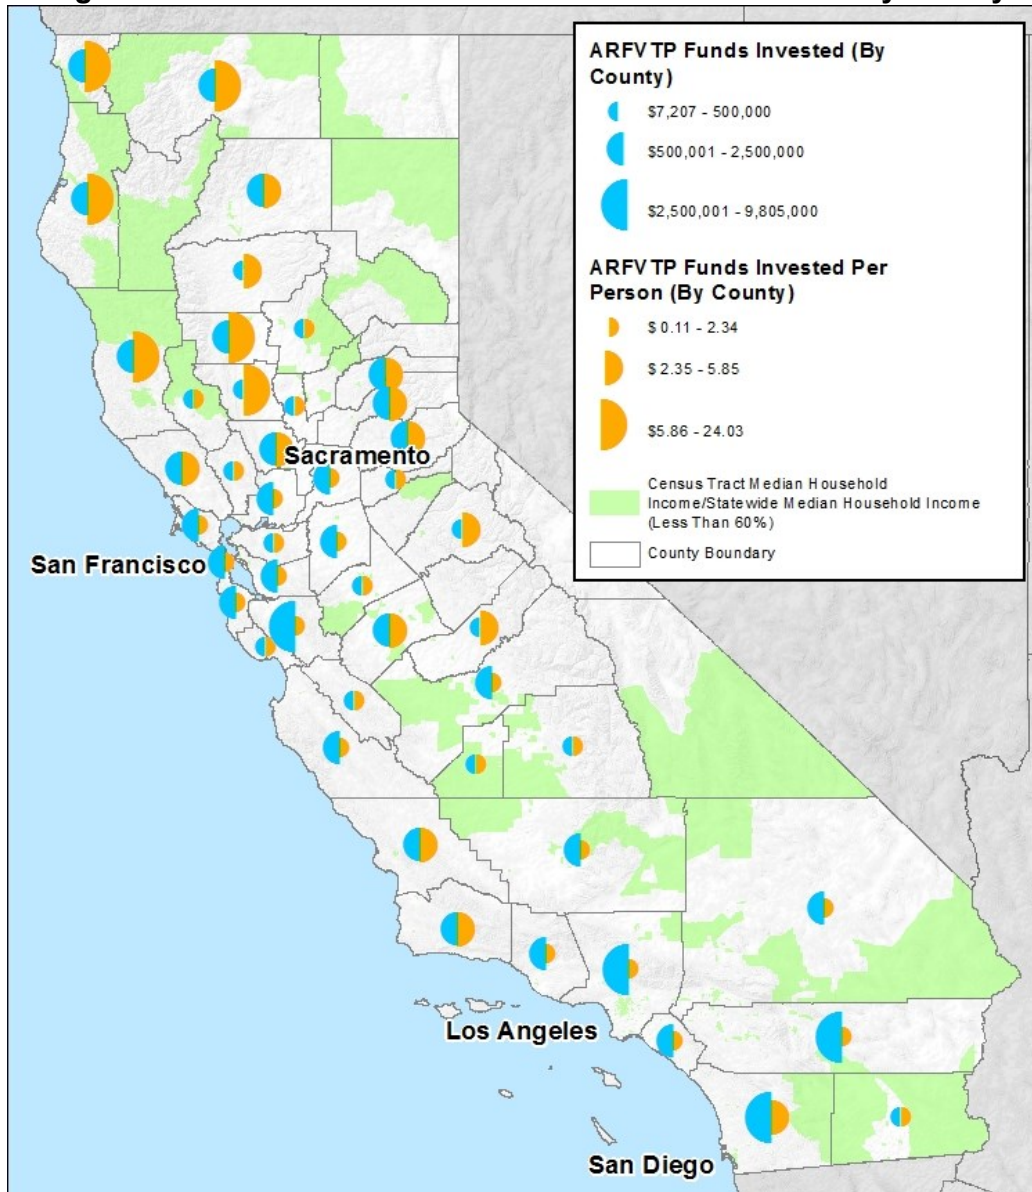 ARFVTP Funds Invested (By
County)
$7,207 - 500,000
$500,001 - 2,500,000
$2,500,001 - 9,805,000
ARFVTP Funds Invested Per
Person (By County)
$ 0.11 - 2.34
$ 2.35 - 5.85
$5.86 - 24.03
Census Tract Median Household
Income/Statewide Median Household Income
(Less Than 60%)
County Boundary
Sacramento
San Francisco
Los Angeles
San Diego